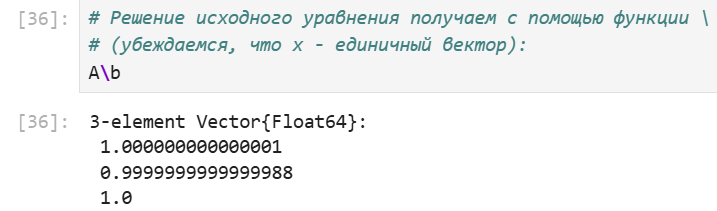 [36]: # Решение исходного уравнения получаем с помощью функции \
# (убеждаемся, что x - единичный вектор):
A\b
[36]: 3-element Vector{Float64}:
1.000000000000001
0.9999999999999988
1.0